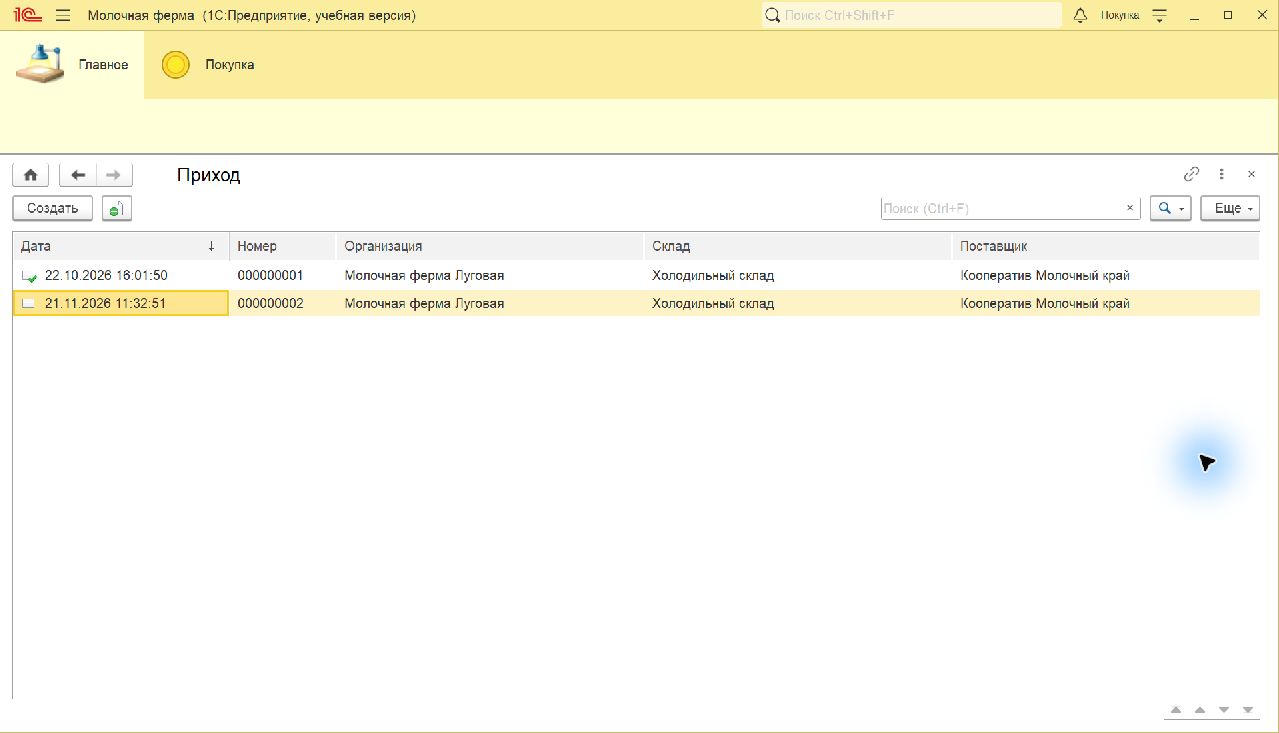 1С Молочная ферма (1С:Предприятие, учебная версия) Поиск Ctrl+Shift+F Покупка
Главное Покупка
Приход
Создать Поиск (Ctrl+F) Еще
Дата Номер Организация Склад Поставщик
22.10.2026 16:01:50 000000001 Молочная ферма Луговая Холодильный склад Кооператив Молочный край
21.11.2026 11:32:51 000000002 Молочная ферма Луговая Холодильный склад Кооператив Молочный край